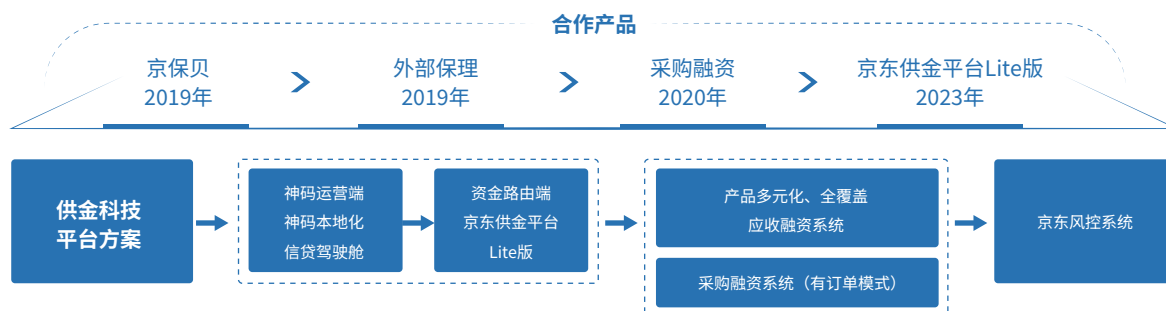 合作产品
京保贝
2019年
外部保理
2019年
采购融资
2020年
京东供金平台Lite版
2023年
供金科技
平台方案
神码运营端
神码本地化
信贷驾驶舱
资金路由端
京东供金平台
Lite版
产品多元化、全覆盖
应收融资系统
采购融资系统（有订单模式）
京东风控系统